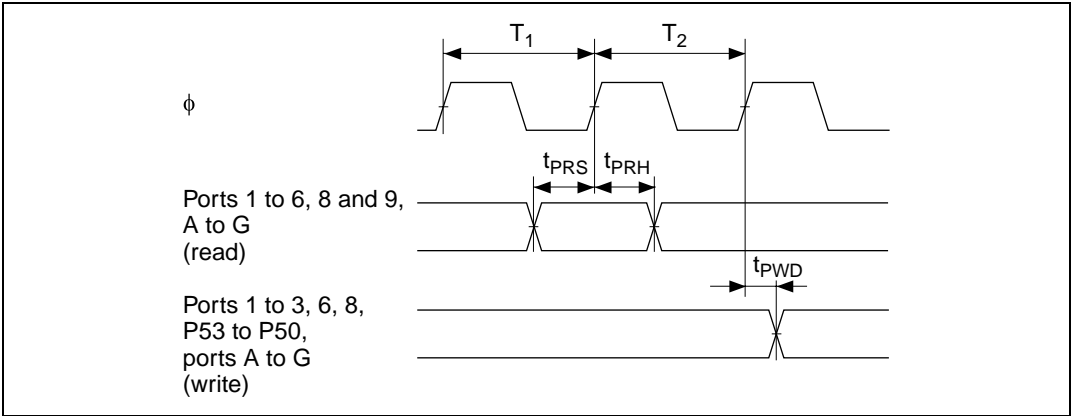 T1 T2
ϕ
tPRS tPRH
Ports 1 to 6, 8 and 9,
A to G
(read)
tPWD
Ports 1 to 3, 6, 8,
P53 to P50,
ports A to G
(write)